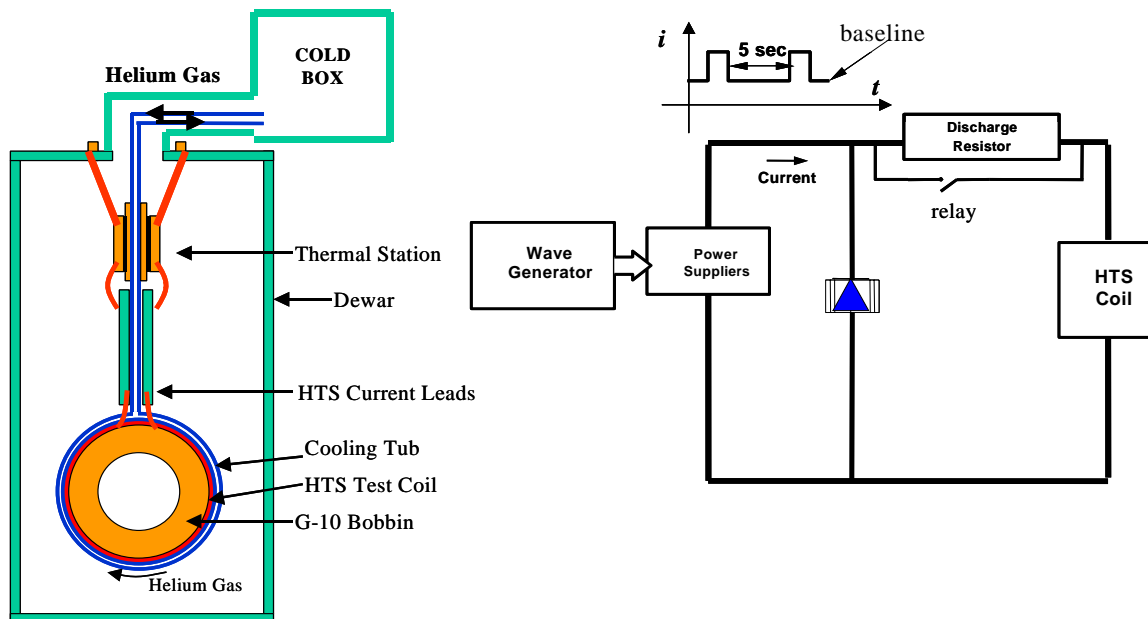 COLD
BOX
Helium Gas
Thermal Station
Dewar
HTS Current Leads
Cooling Tub
HTS Test Coil
G-10 Bobbin
Helium Gas
i
5 sec
baseline
t
Discharge
Resistor
Current
relay
Wave
Generator
Power
Suppliers
HTS
Coil